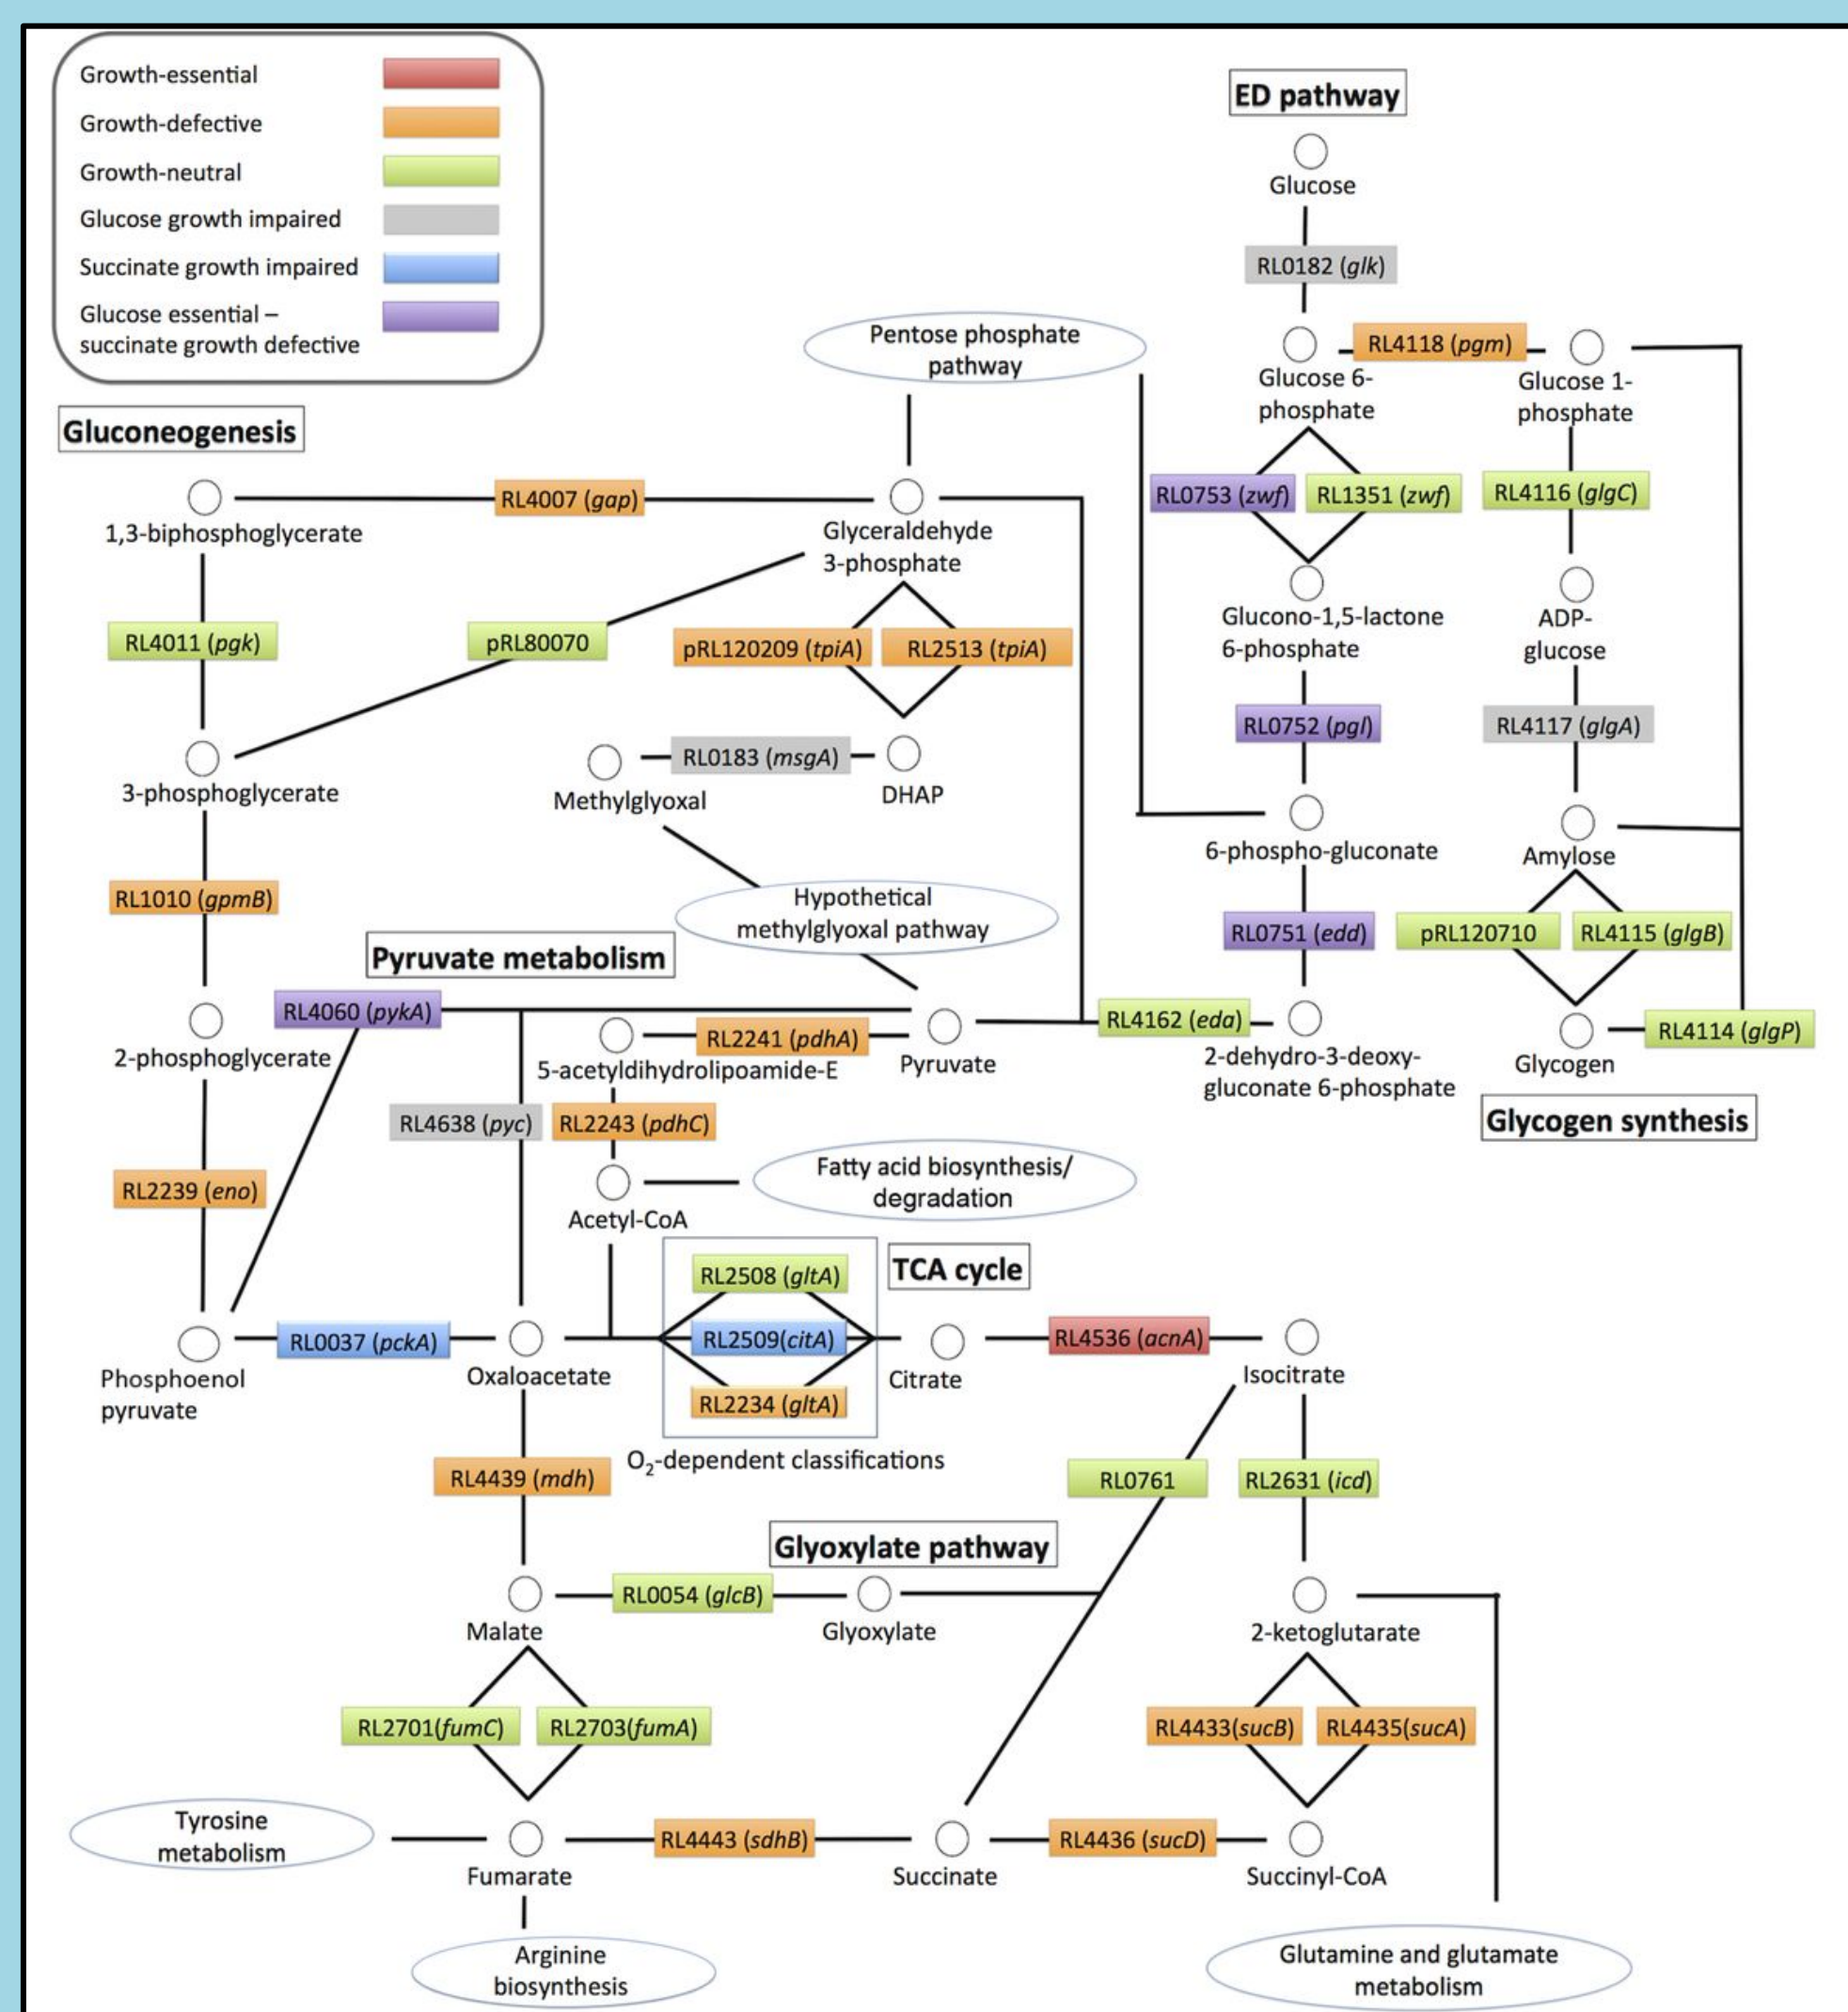 Growth-essential
Growth-defective
Growth-neutral
Glucose growth impaired
Succinate growth impaired
Glucose essential –
succinate growth defective
ED pathway
Glucose
RL0182 (glk)
Pentose phosphate
pathway
RL4118 (pgm)
Glucose 6-
phosphate
Glucose 1-
phosphate
Gluconeogenesis
RL4007 (gap)
1,3-biphosphoglycerate
Glyceraldehyde
3-phosphate
RL0753 (zwf)
RL1351 (zwf)
RL4116 (glgC)
Glucono-1,5-lactone
6-phosphate
ADP-
glucose
RL4011 (pgk)
pRL80070
pRL120209 (tpiA)
RL2513 (tpiA)
RL0752 (pgl)
RL4117 (glgA)
RL0183 (msgA)
3-phosphoglycerate
Methylglyoxal
DHAP
6-phospho-gluconate
Amylose
RL1010 (gpmB)
Hypothetical
methylglyoxal pathway
RL0751 (edd)
pRL120710
RL4115 (glgB)
Pyruvate metabolism
RL4060 (pykA)
RL2241 (pdhA)
RL4162 (eda)
RL4114 (glgP)
2-phosphoglycerate
5-acetyldihydrolipoamide-E
Pyruvate
2-dehydro-3-deoxy-
gluconate 6-phosphate
Glycogen
Glycogen synthesis
RL4638 (pyc)
RL2243 (pdhC)
RL2239 (eno)
Fatty acid biosynthesis/
degradation
Acetyl-CoA
TCA cycle
RL2508 (gltA)
RL0037 (pckA)
RL2509(citA)
RL4536 (acnA)
Phosphoenol
pyruvate
Oxaloacetate
RL2234 (gltA)
Citrate
Isocitrate
O₂-dependent classifications
RL4439 (mdh)
RL0761
RL2631 (icd)
Glyoxylate pathway
RL0054 (glcB)
Malate
Glyoxylate
2-ketoglutarate
RL2701(fumC)
RL2703(fumA)
RL4433(sucB)
RL4435(sucA)
Tyrosine
metabolism
RL4443 (sdhB)
RL4436 (sucD)
Fumarate
Succinate
Succinyl-CoA
Arginine
biosynthesis
Glutamine and glutamate
metabolism